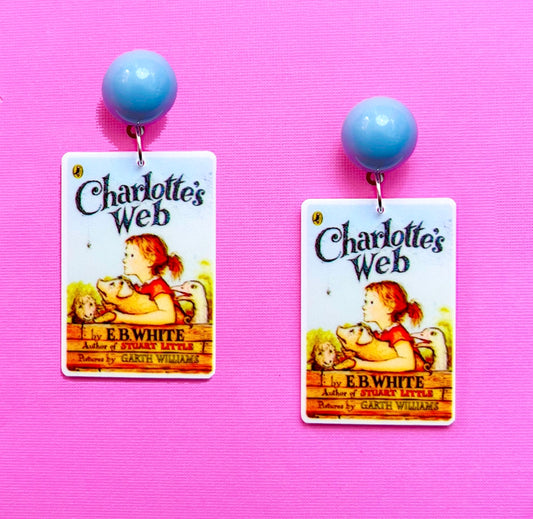 Charlotte's
Web
by E.B. WHITE
Author of STUART LITTLE
Pictures by GARTH WILLIAMS
Charlotte's
Web
by E.B. WHITE
Author of STUART LITTLE
Pictures by GARTH WILLIAMS